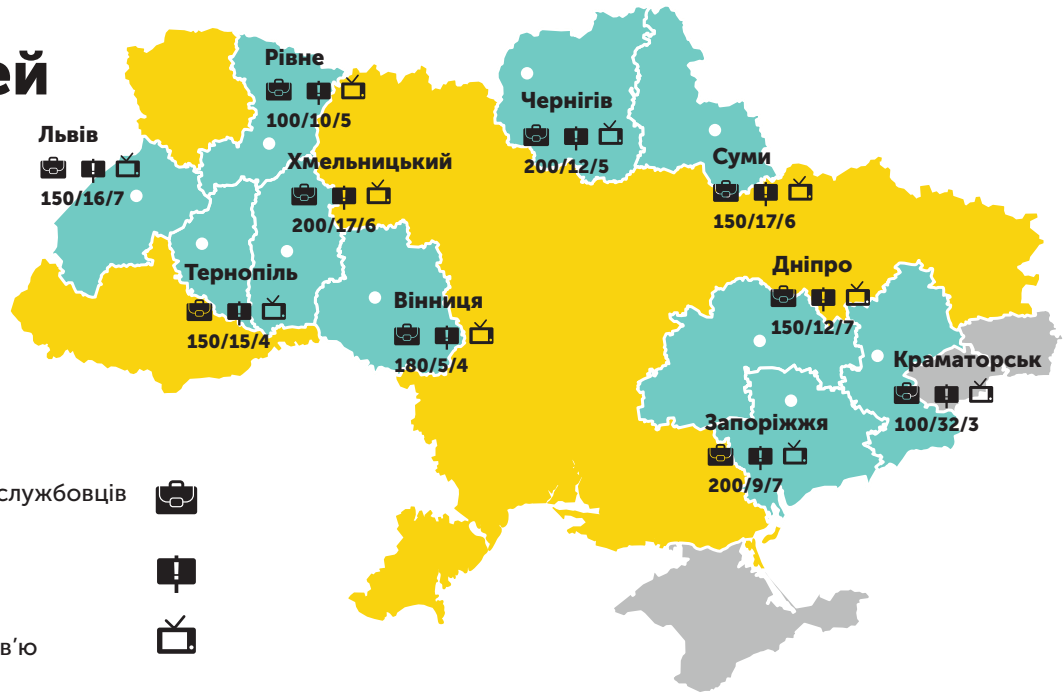 ей
Рівне
100/10/5
Чернігів
200/12/5
Львів
150/16/7
Хмельницький
200/17/6
Суми
150/17/6
Тернопіль
150/15/4
Вінниця
180/5/4
Дніпро
150/12/7
Краматорськ
100/32/3
Запоріжжя
200/9/7
службовців
в’ю